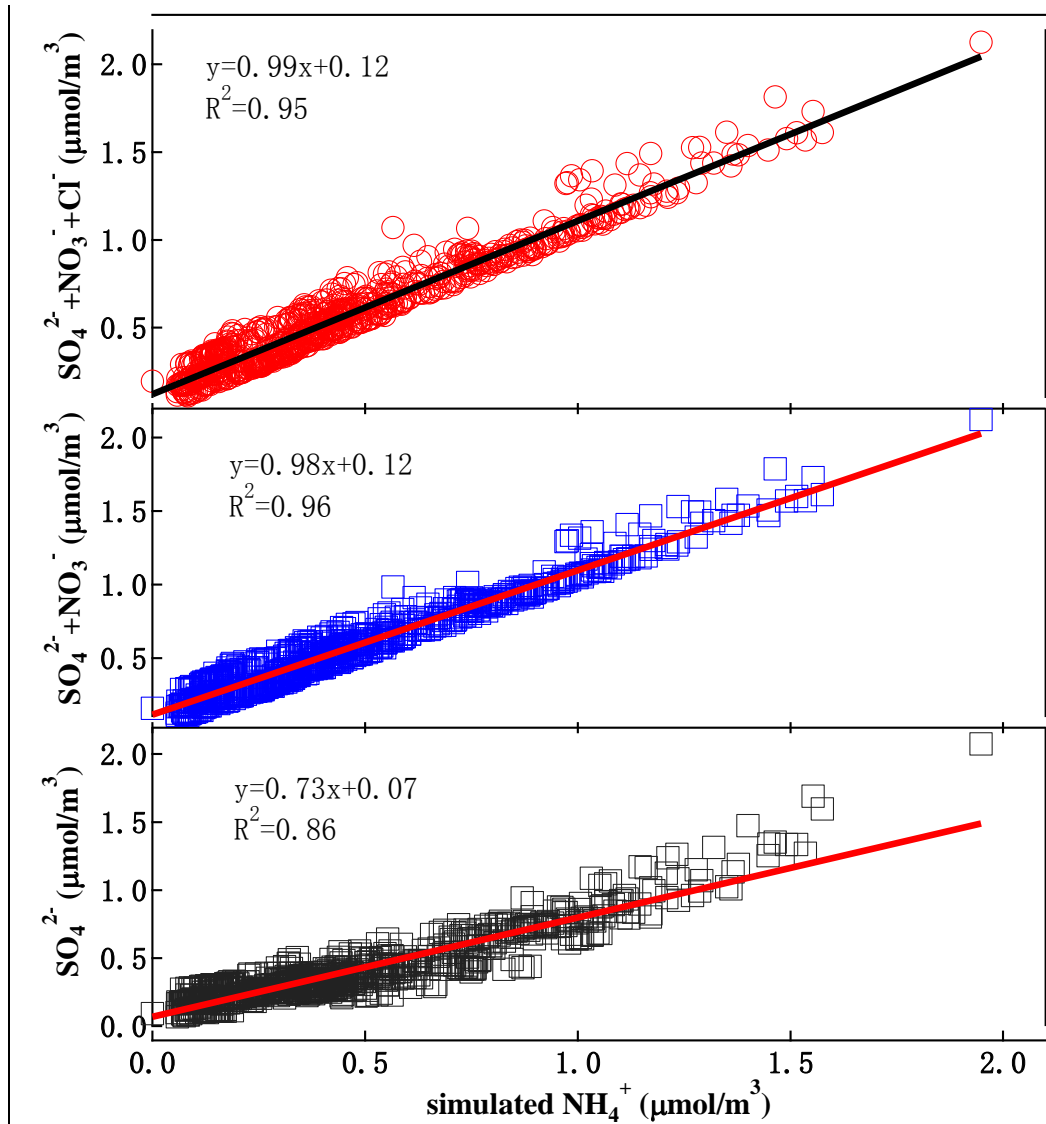 SO₄²⁻+NO₃⁻+Cl⁻ (μmol/m³)
2.0
1.5
1.0
0.5
y=0.99x+0.12
R²=0.95
SO₄²⁻+NO₃⁻ (μmol/m³)
2.0
1.5
1.0
0.5
y=0.98x+0.12
R²=0.96
SO₄²⁻ (μmol/m³)
2.0
1.5
1.0
0.5
0.0
y=0.73x+0.07
R²=0.86
0.0 0.5 1.0 1.5 2.0
simulated NH₄⁺ (μmol/m³)